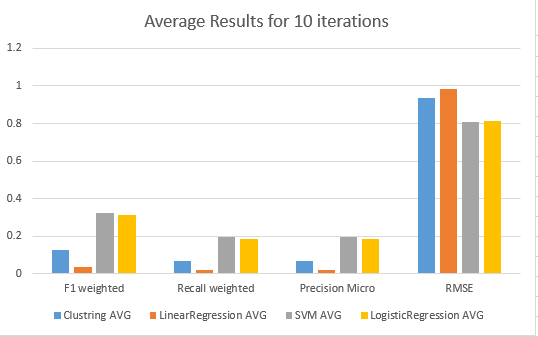 Average Results for 10 iterations
1.2
1
0.8
0.6
0.4
0.2
0
F1 weighted Recall weighted Precision Micro RMSE
Clustring AVG LinearRegression AVG SVM AVG LogisticRegression AVG